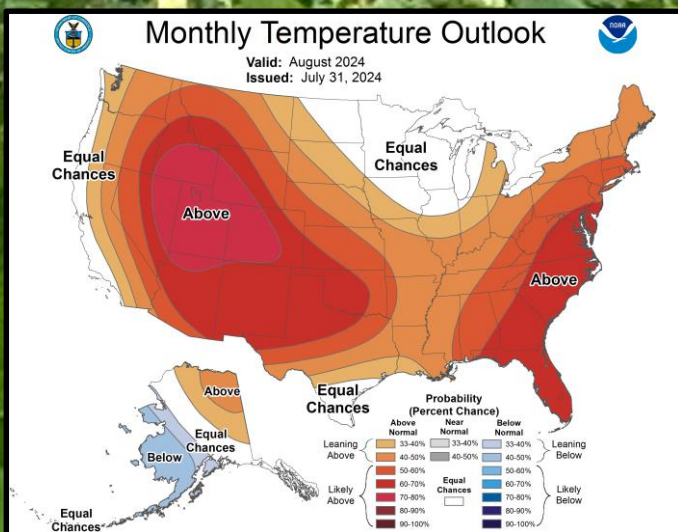 Monthly Temperature Outlook
Valid: August 2024
Issued: July 31, 2024
NOAA
Equal
Chances
Equal
Chances
Above
Above
Equal
Chances
Above
Equal
Chances
Below
Equal
Chances
Probability
(Percent Chance)
Above
Normal
Near
Normal
Below
Normal
Leaning
Above
33-40%
40-50%
33-40%
40-50%
33-40%
40-50%
Leaning
Below
Likely
Above
50-60%
60-70%
70-80%
80-90%
90-100%
Equal
Chances
50-60%
60-70%
70-80%
80-90%
90-100%
Likely
Below